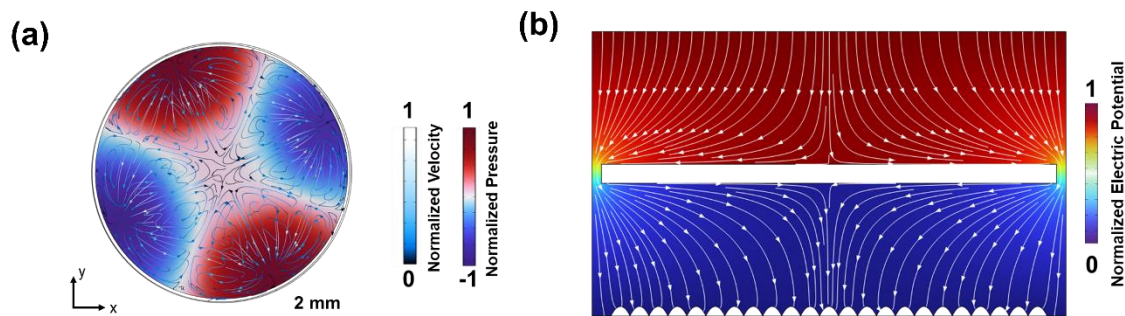 (a)
y
x
2 mm
1
0
Normalized Velocity
1
-1
Normalized Pressure
(b)
1
0
Normalized Electric Potential